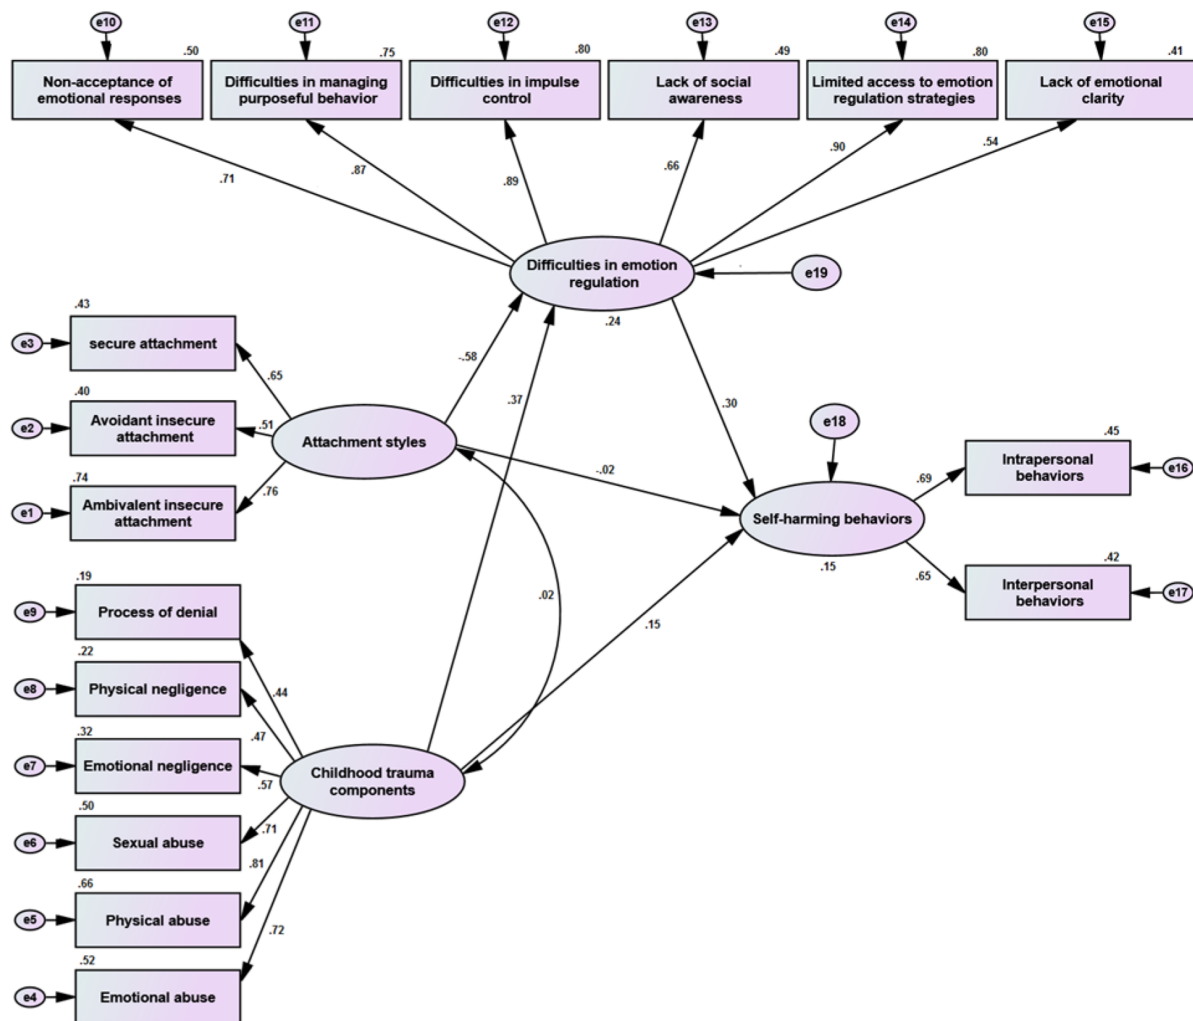 e10
e11
e12
e13
e14
e15
.50
.75
.80
.49
.80
.41
Non-acceptance of
emotional responses
Difficulties in managing
purposeful behavior
Difficulties in impulse
control
Lack of social
awareness
Limited access to emotion
regulation strategies
Lack of emotional
clarity
.71
.87
.89
.66
.90
.54
Difficulties in emotion
regulation
e19
.24
.43
e3
secure attachment
.65
-.58
.37
.30
.40
e2
Avoidant insecure
attachment
.51
Attachment styles
e18
.74
e1
Ambivalent insecure
attachment
.76
-.02
Self-harming behaviors
.15
.69
.45
Intrapersonal
behaviors
e16
.65
.42
Interpersonal
behaviors
e17
.19
e9
Process of denial
.44
.02
.15
.22
e8
Physical negligence
.47
.32
e7
Emotional negligence
.57
Childhood trauma
components
.50
e6
Sexual abuse
.71
.66
e5
Physical abuse
.81
.52
e4
Emotional abuse
.72